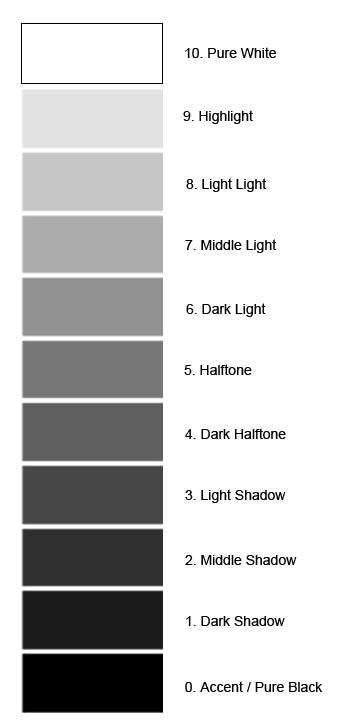 10. Pure White
9. Highlight
8. Light Light
7. Middle Light
6. Dark Light
5. Halftone
4. Dark Halftone
3. Light Shadow
2. Middle Shadow
1. Dark Shadow
0. Accent / Pure Black